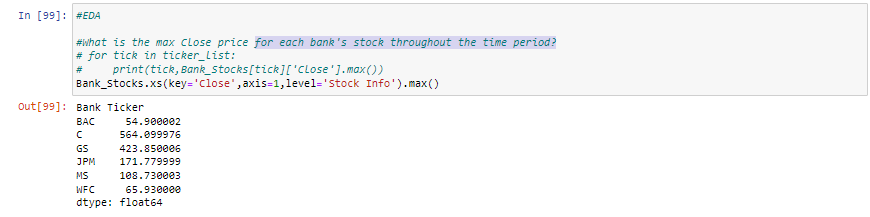 In [99]: #EDA
#What is the max Close price for each bank's stock throughout the time period?
# for tick in ticker_list:
#     print(tick,Bank_Stocks[tick]['Close'].max())
Bank_Stocks.xs(key='Close',axis=1,level='Stock Info').max()
Out[99]: Bank Ticker
BAC     54.900002
C      564.099976
GS     423.850006
JPM    171.779999
MS     108.730003
WFC     65.930000
dtype: float64